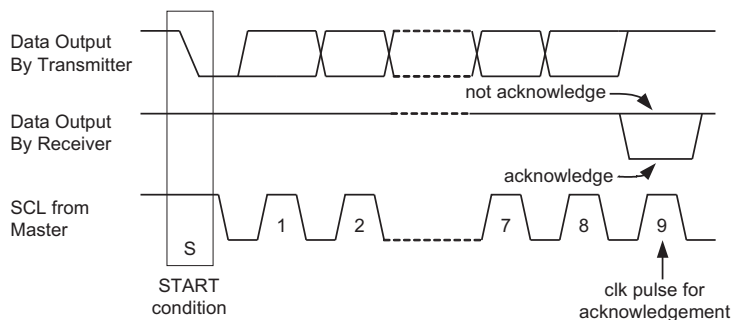 Data Output
By Transmitter
not acknowledge
Data Output
By Receiver
acknowledge
SCL from
Master
S
1
2
7
8
9
START
condition
clk pulse for
acknowledgement